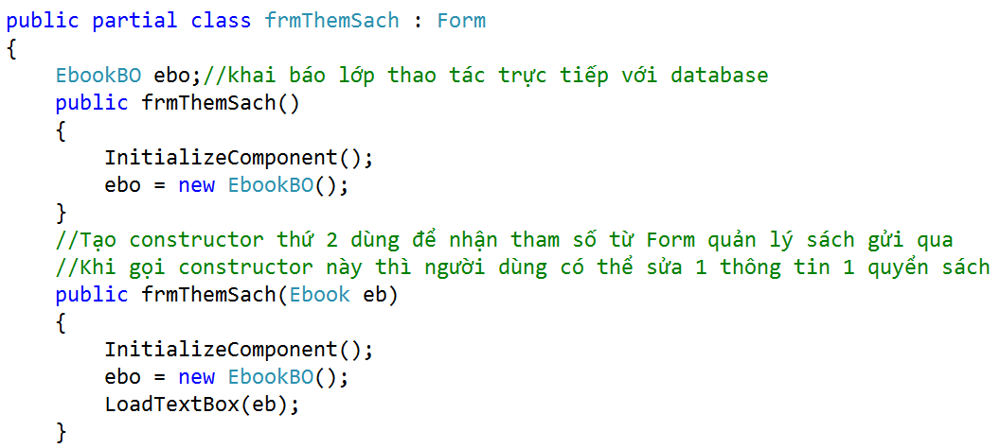 public partial class frmThemSach : Form
{
EbookBO ebo;//khai báo lớp thao tác trực tiếp với database
public frmThemSach()
{
InitializeComponent();
ebo = new EbookBO();
}
//Tạo constructor thứ 2 dùng để nhận tham số từ Form quản lý sách gửi qua
//Khi gọi constructor này thì người dùng có thể sửa 1 thông tin 1 quyển sách
public frmThemSach(Ebook eb)
{
InitializeComponent();
ebo = new EbookBO();
LoadTextBox(eb);
}